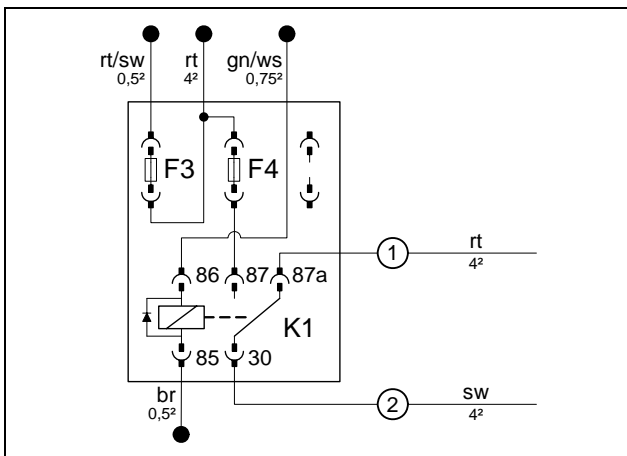 rt/sw rt gn/ws
0,5² 4² 0,75²
F3 F4
86 87 87a
1 rt
4²
K1
85 30
br
0,5²
2 sw
4²